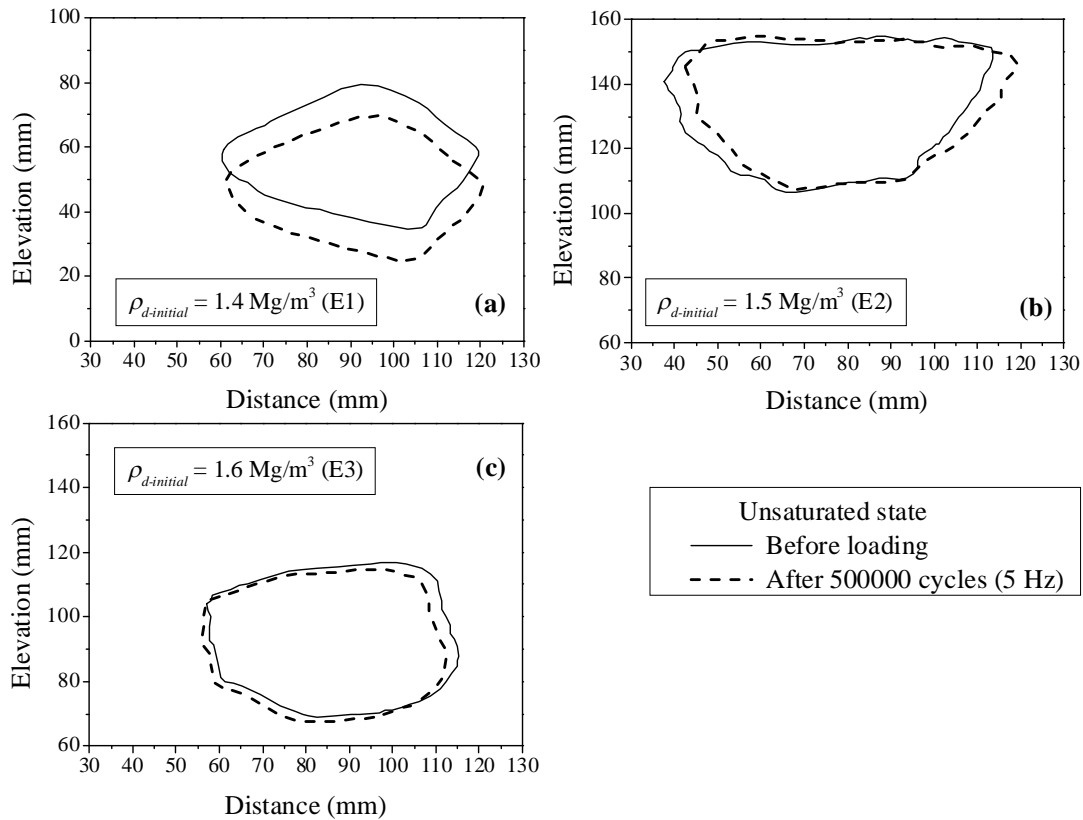 100
80
60
40
20
0
Elevation (mm)
ρd-initial = 1.4 Mg/m³ (E1)
(a)
30 40 50 60 70 80 90 100 110 120 130
Distance (mm)
160
140
120
100
80
60
Elevation (mm)
ρd-initial = 1.5 Mg/m³ (E2)
(b)
30 40 50 60 70 80 90 100 110 120 130
Distance (mm)
160
140
120
100
80
60
Elevation (mm)
ρd-initial = 1.6 Mg/m³ (E3)
(c)
30 40 50 60 70 80 90 100 110 120 130
Distance (mm)
Unsaturated state
Before loading
After 500000 cycles (5 Hz)